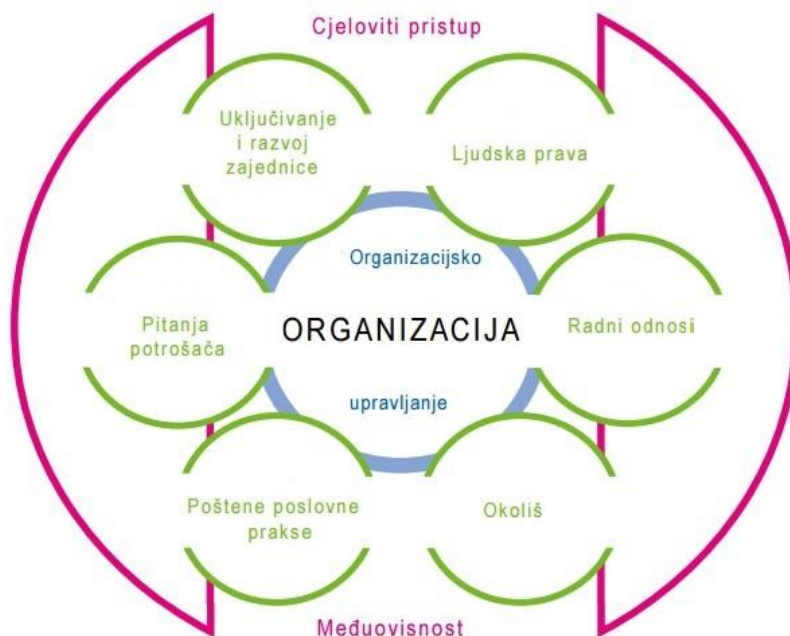 Cjeloviti pristup
Uključivanje
i razvoj
zajednice
Ljudska prava
Organizacijsko
Pitanja
potrošača
ORGANIZACIJA
Radni odnosi
upravljanje
Poštene poslovne
prakse
Okoliš
Međuovisnost